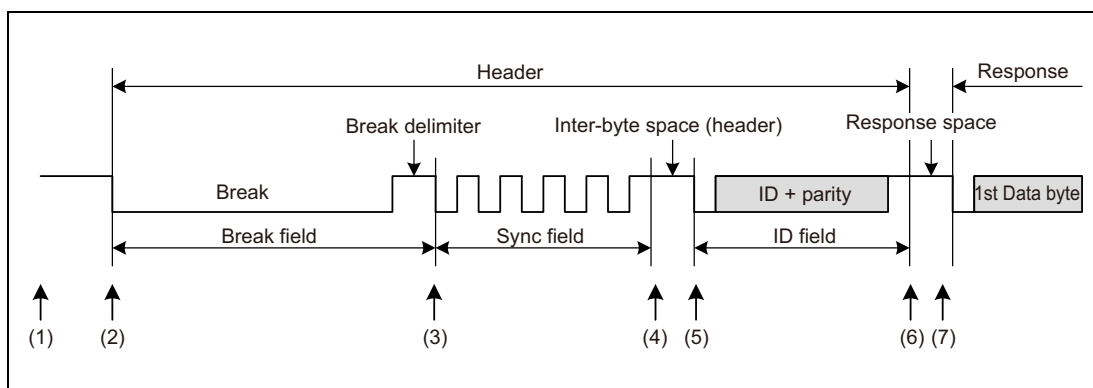 Header
Response
Break delimiter
Inter-byte space (header)
Response space
Break
ID + parity
1st Data byte
Break field
Sync field
ID field
(1)
(2)
(3)
(4)
(5)
(6)
(7)